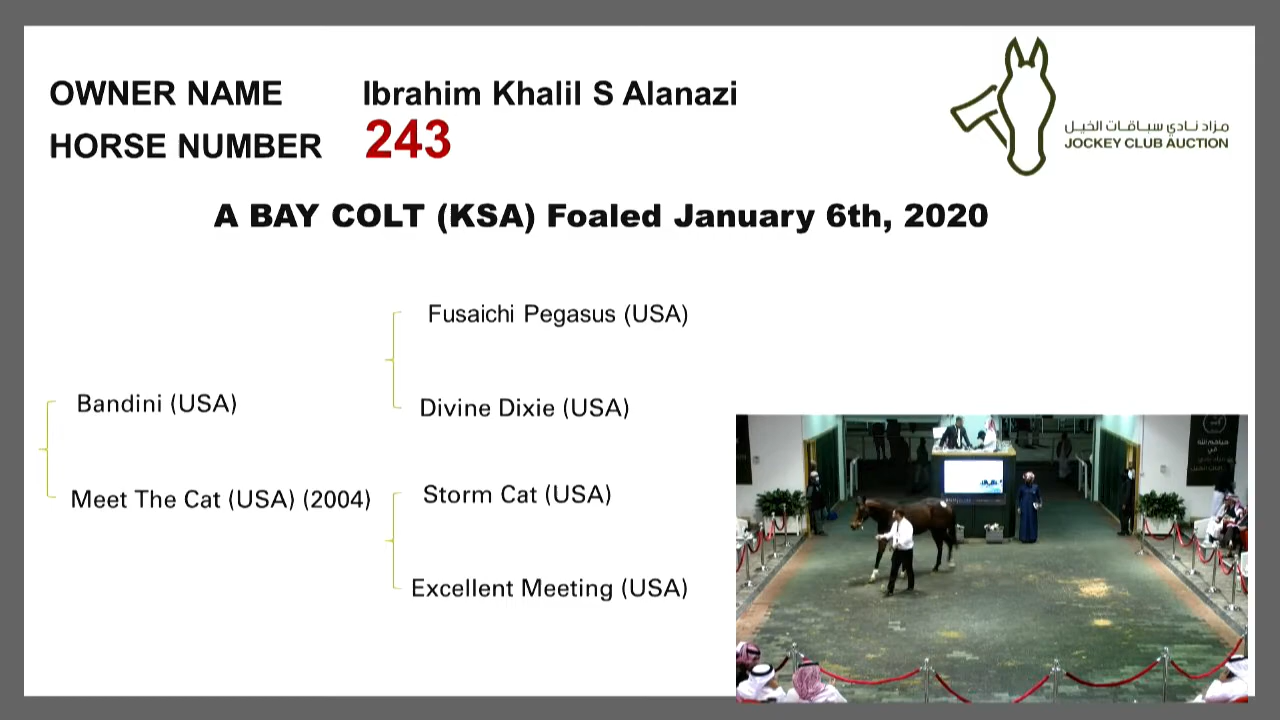 OWNER NAME Ibrahim Khalil S Alanazi
HORSE NUMBER 243
مزاد نادي سباقات الخيل
JOCKEY CLUB AUCTION
A BAY COLT (KSA) Foaled January 6th, 2020
Fusaichi Pegasus (USA)
Bandini (USA)
Divine Dixie (USA)
Meet The Cat (USA) (2004)
Storm Cat (USA)
Excellent Meeting (USA)